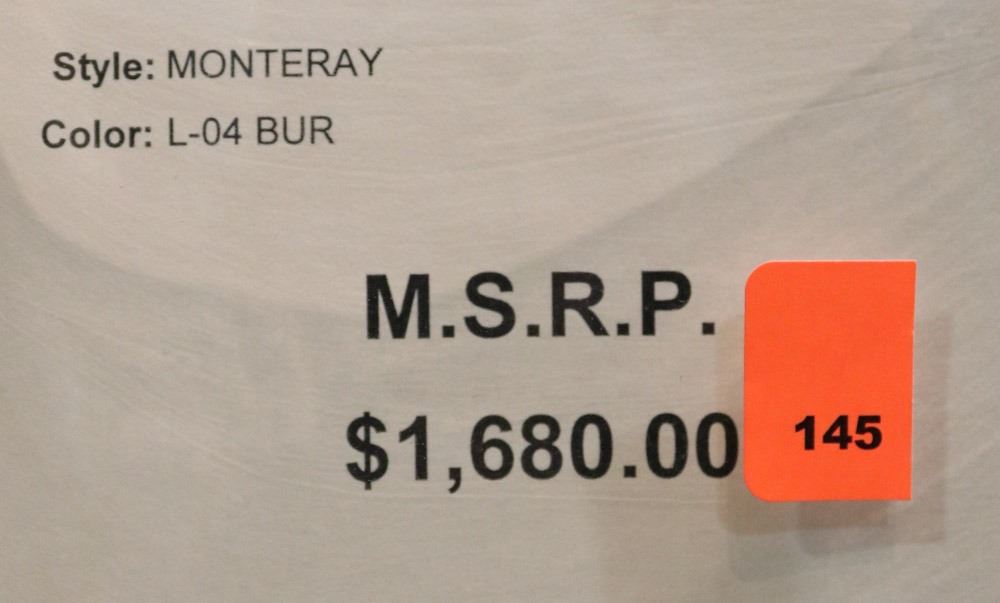 Style: MONTERAY
Color: L-04 BUR
M.S.R.P.
$1,680.00
145